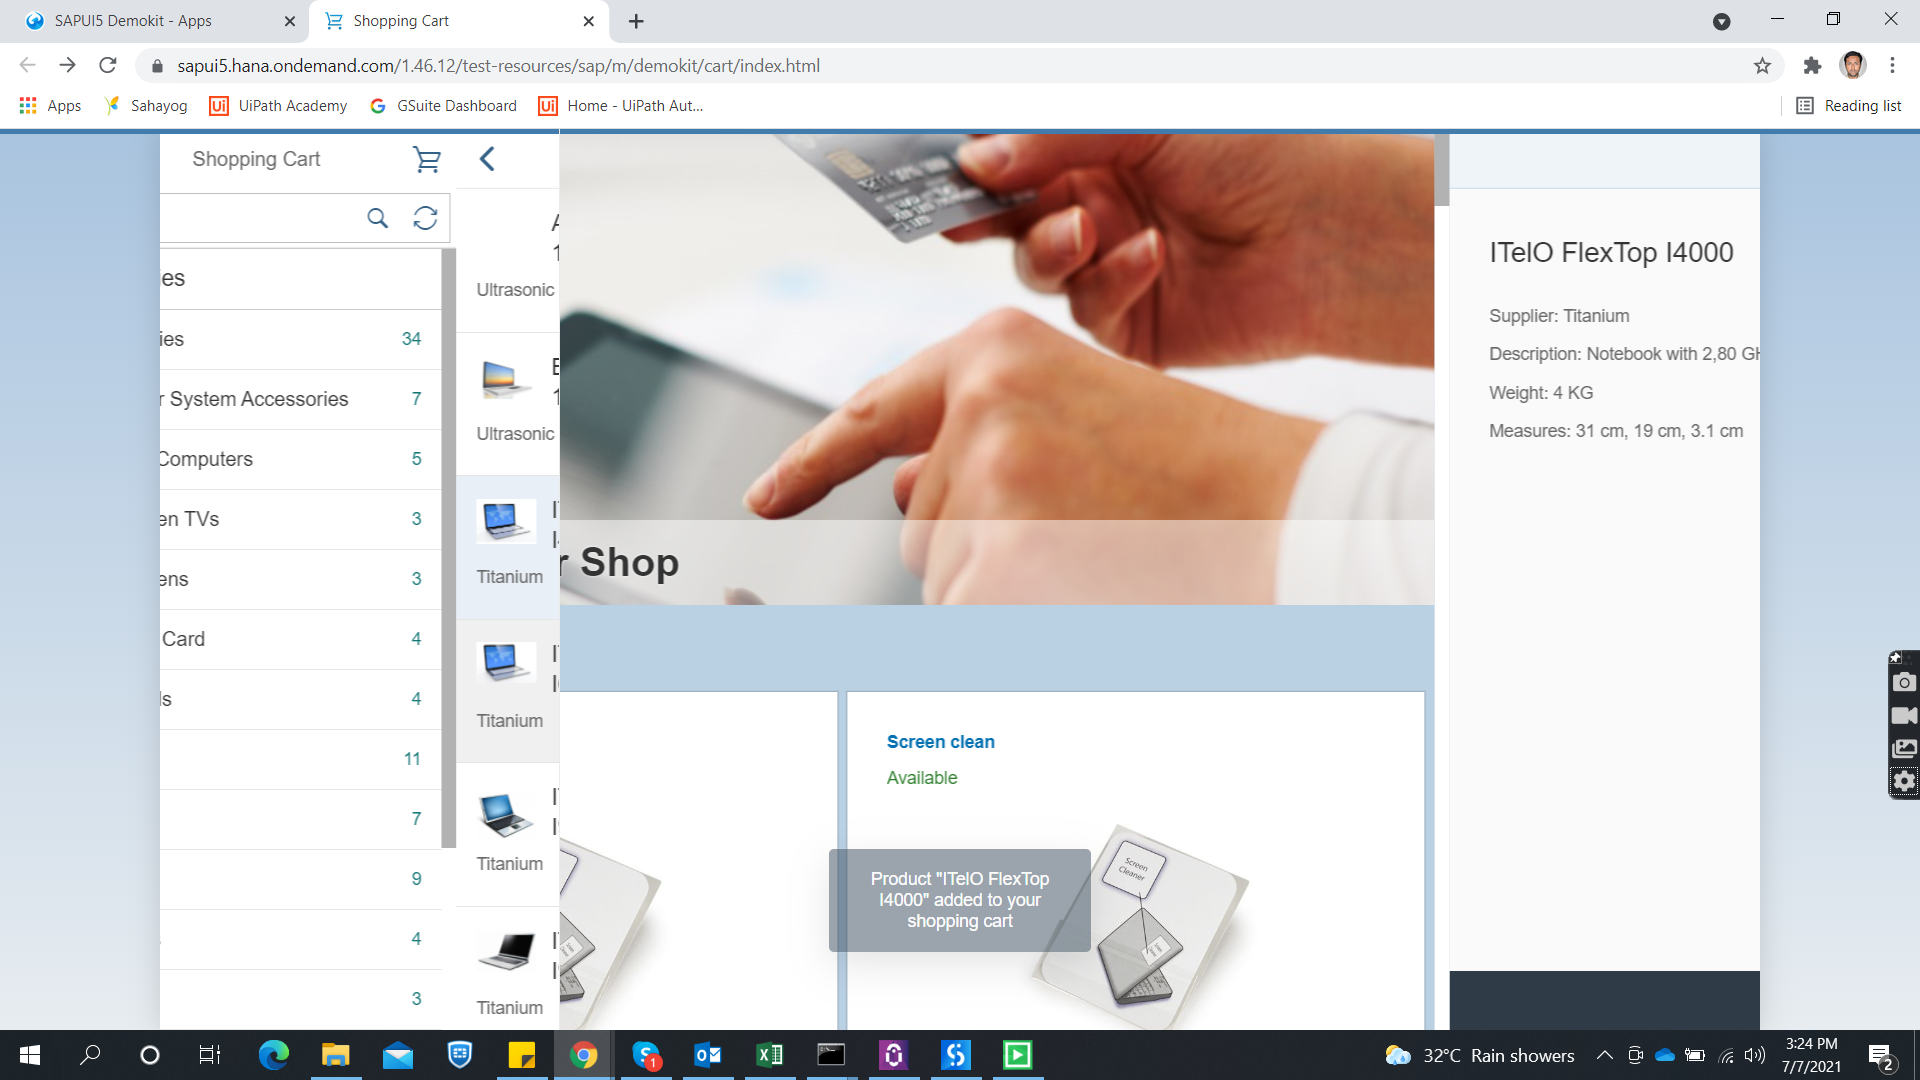 SAPUI5 Demokit - Apps
Shopping Cart
sapui5.hana.ondemand.com/1.46.12/test-resources/sap/m/demokit/cart/index.html
Apps
Sahayog
UiPath Academy
GSuite Dashboard
Home - UiPath Aut...
Reading list
Shopping Cart
ies
ies 34
r System Accessories 7
Computers 5
en TVs 3
ens 3
Card 4
ls 4
11
7
9
4
3
Ultrasonic
Ultrasonic
Titanium
Titanium
Titanium
Titanium
r Shop
Screen clean
Available
Screen
Cleaner
Product "ITelO FlexTop
I4000" added to your
shopping cart
ITelO FlexTop I4000
Supplier: Titanium
Description: Notebook with 2,80 GH
Weight: 4 KG
Measures: 31 cm, 19 cm, 3.1 cm
32°C Rain showers
3:24 PM
7/7/2021
1
2